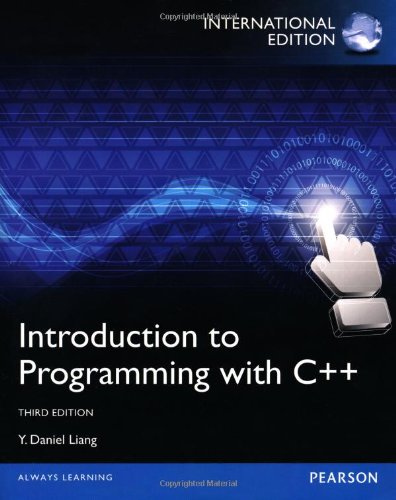 INTERNATIONAL
EDITION
Introduction to
Programming with C++
THIRD EDITION
Y. Daniel Liang
ALWAYS LEARNING
PEARSON